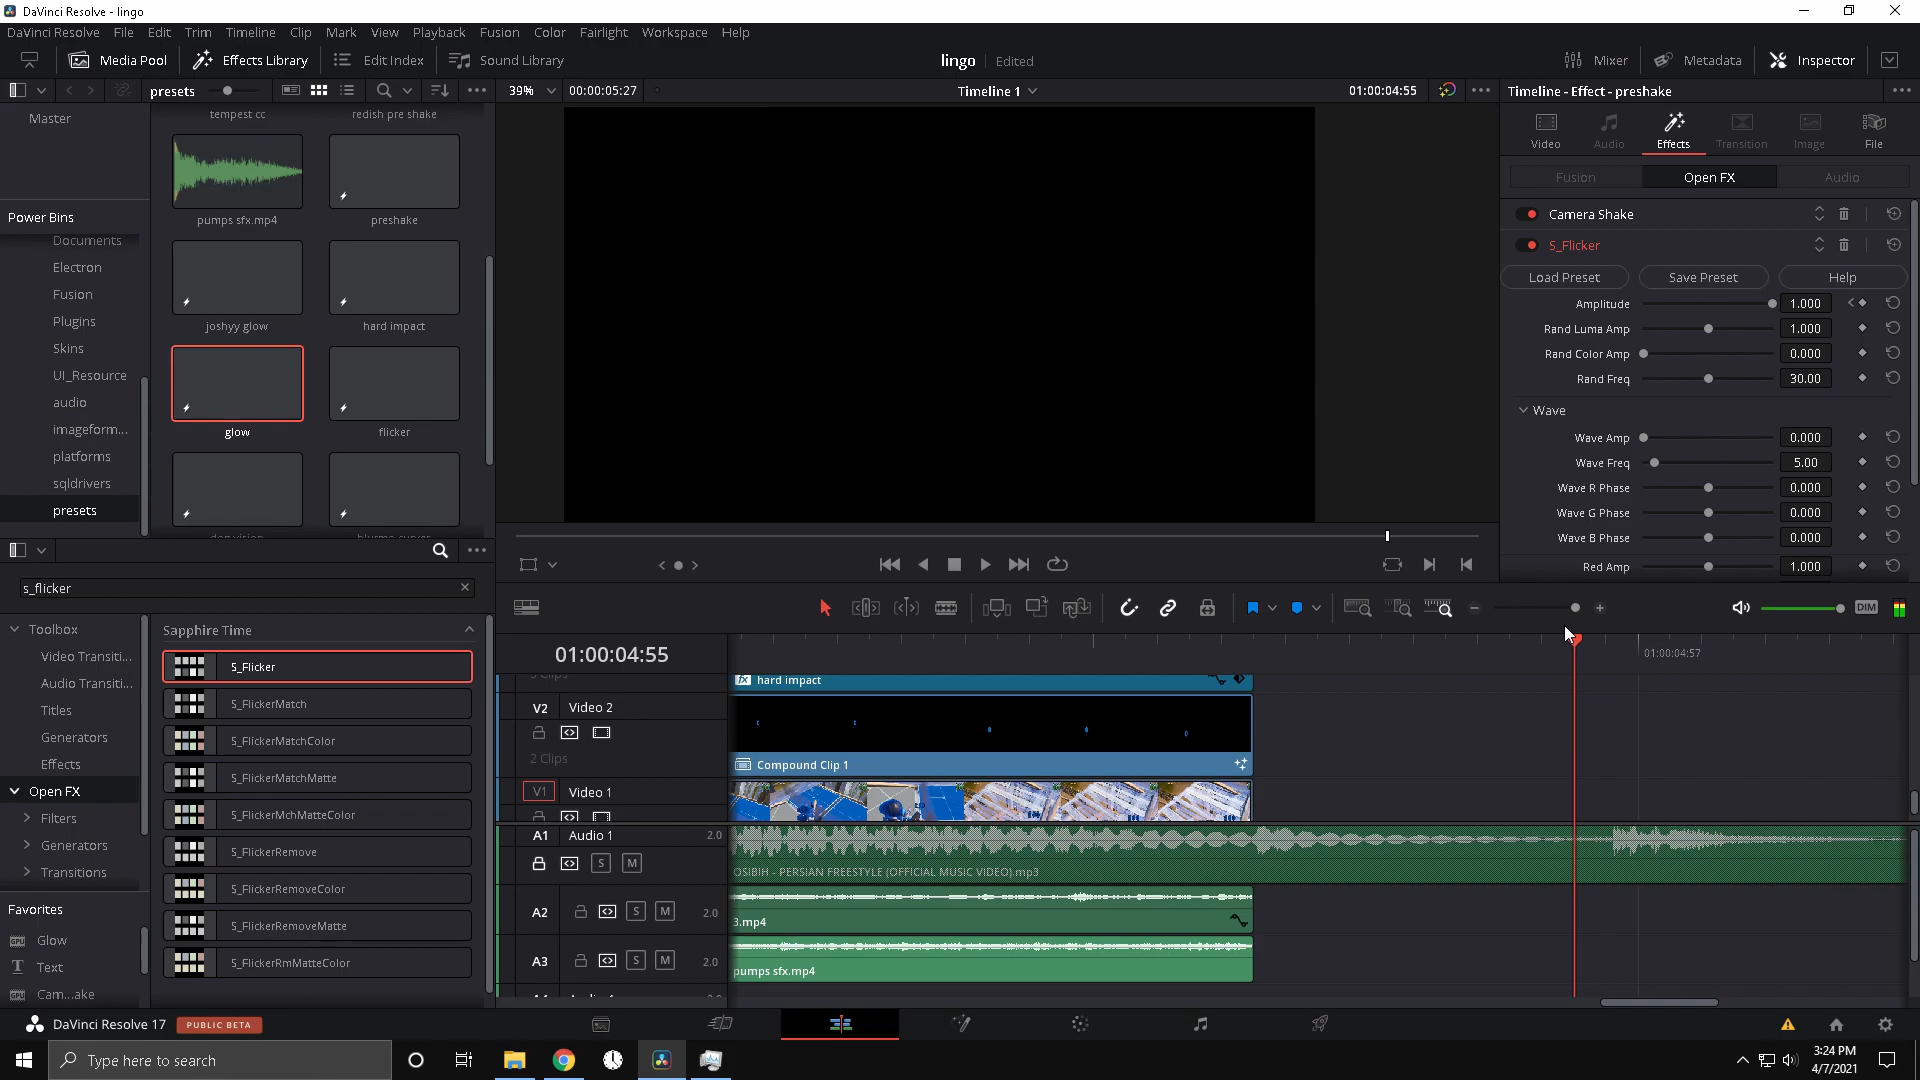 DaVinci Resolve - lingo
DaVinci Resolve File Edit Trim Timeline Clip Mark View Playback Fusion Color Fairlight Workspace Help
Media Pool Effects Library Edit Index Sound Library lingo Edited Mixer Metadata Inspector
presets 39% 00:00:05:27 Timeline 1 01:00:04:55 Timeline - Effect - preshake
Master
tempest cc redish pre shake
Video Audio Effects Transition Image File
Fusion Open FX Audio
Power Bins
Documents
Electron
Fusion
Plugins
Skins
UI_Resource
audio
imageform...
platforms
sqldrivers
presets
pumps sfx.mp4 preshake
joshyy glow hard impact
glow flicker
Camera Shake
S_Flicker
Load Preset Save Preset Help
Amplitude 1.000
Rand Luma Amp 1.000
Rand Color Amp 0.000
Rand Freq 30.00
Wave
Wave Amp 0.000
Wave Freq 5.00
Wave R Phase 0.000
Wave G Phase 0.000
Wave B Phase 0.000
Red Amp 1.000
s_flicker
Toolbox
Video Transiti...
Audio Transiti...
Titles
Generators
Effects
Open FX
Filters
Generators
Transitions
Favorites
Glow
Text
Cam...ake
Sapphire Time
S_Flicker
S_FlickerMatch
S_FlickerMatchColor
S_FlickerMatchMatte
S_FlickerMchMatteColor
S_FlickerRemove
S_FlickerRemoveColor
S_FlickerRemoveMatte
S_FlickerRmMatteColor
DIM
01:00:04:55 01:00:04:57
fx hard impact
V2 Video 2
2 Clips Compound Clip 1
V1 Video 1
A1 Audio 1 2.0
S M
OSIBIH - PERSIAN FREESTYLE (OFFICIAL MUSIC VIDEO).mp3
A2 S M 2.0
3.mp4
A3 S M 2.0
pumps sfx.mp4
DaVinci Resolve 17 PUBLIC BETA
Type here to search
3:24 PM
4/7/2021